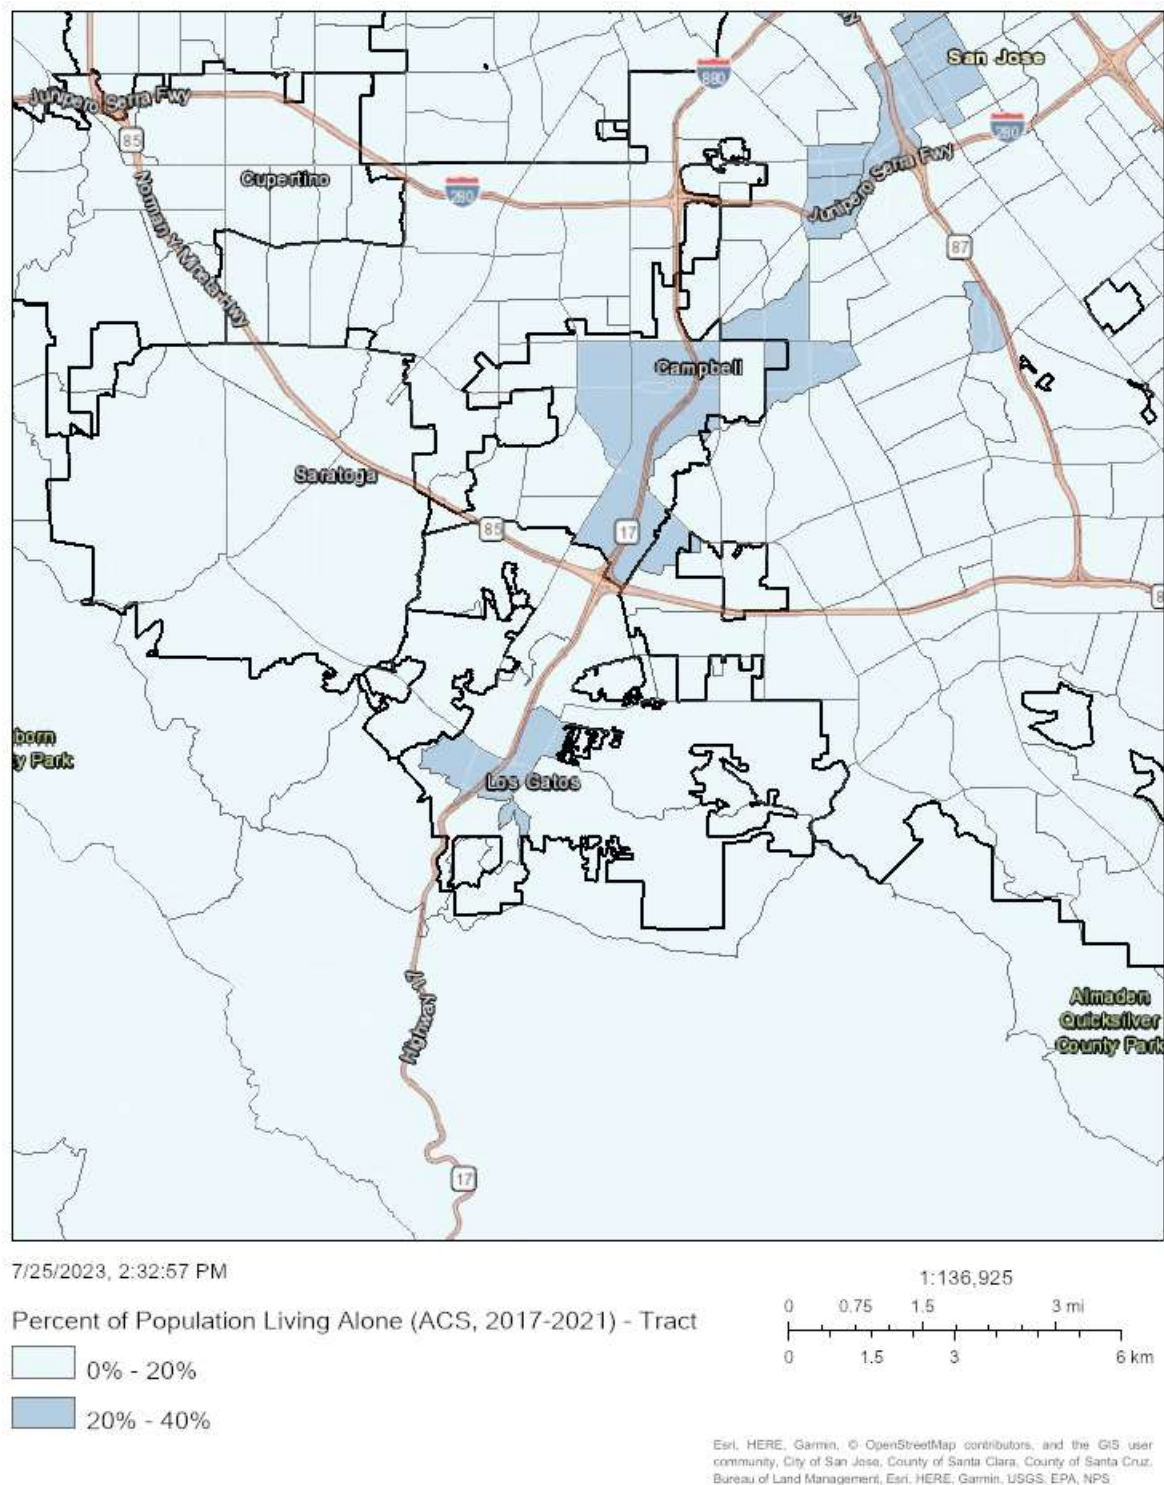 San Jose
880
Junipero Serra Fwy
280
85
Cupertino
280
Junipero Serra Fwy
Norman Y Mineta Hwy
87
Campbell
Saratoga
85
17
8
born
y Park
Los Gatos
Highway 17
Almaden
Quicksilver
County Park
17
7/25/2023, 2:32:57 PM
1:136,925
Percent of Population Living Alone (ACS, 2017-2021) - Tract
0% - 20%
20% - 40%
0 0.75 1.5 3 mi
0 1.5 3 6 km
Esri, HERE, Garmin, © OpenStreetMap contributors, and the GIS user
community, City of San Jose, County of Santa Clara, County of Santa Cruz,
Bureau of Land Management, Esri, HERE, Garmin, USGS, EPA, NPS